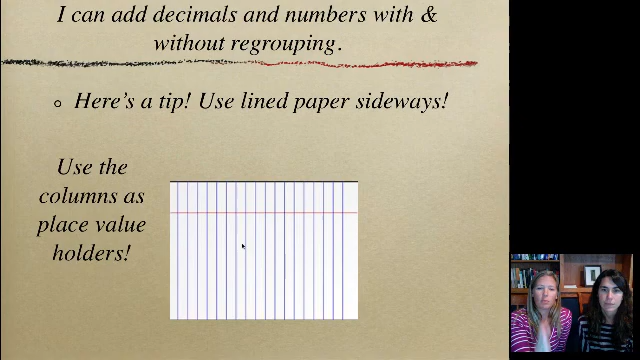 I can add decimals and numbers with &
without regrouping.
Here's a tip! Use lined paper sideways!
Use the
columns as
place value
holders!